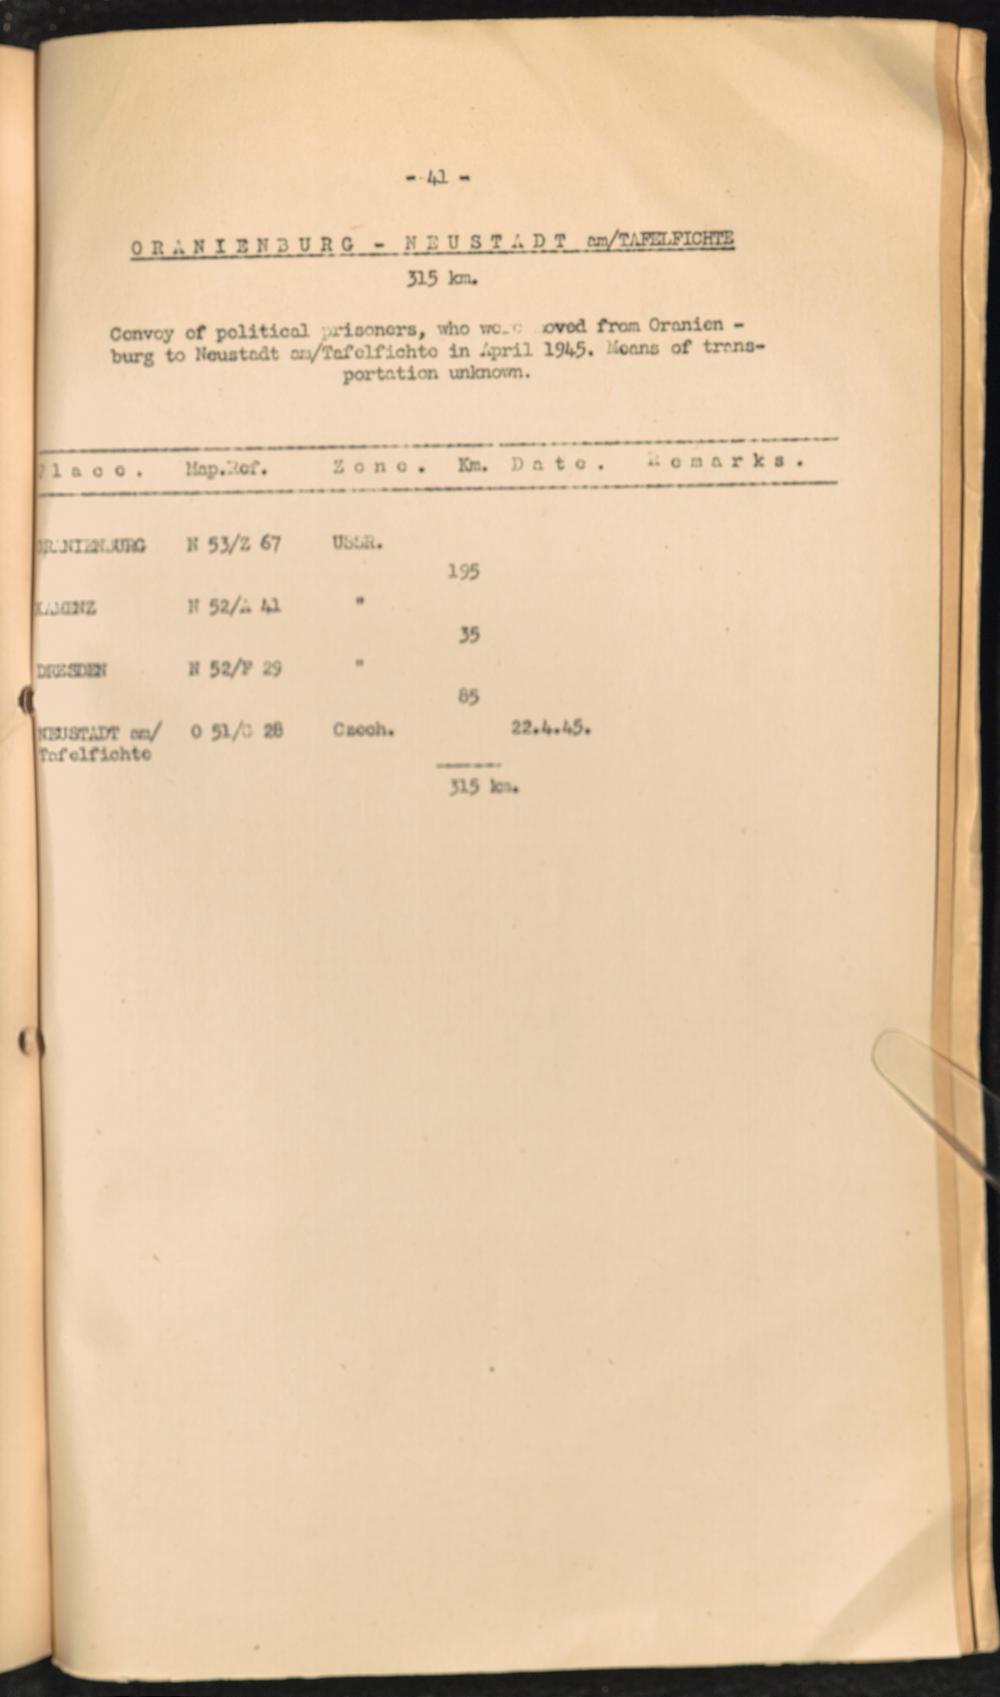 - 41 -
ORANIENBURG - NEUSTADT am/TAFELFICHTE
315 km.
Convoy of political prisoners, who were moved from Oranien -
burg to Neustadt am/Tafelfichte in April 1945. Means of trans-
portation unknown.
Place. Map.Ref. Zone. Km. Date. Remarks.
ORANIENBURG N 53/Z 67 USSR.
195
KAMENZ N 52/A 41 "
35
DRESDEN N 52/F 29 "
85
NEUSTADT am/ O 51/G 28 Czech. 22.4.45.
Tafelfichte
315 km.